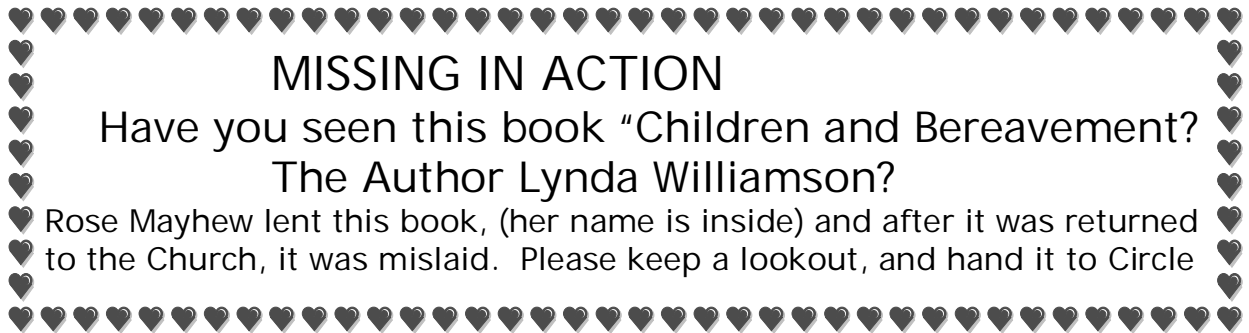 MISSING IN ACTION
Have you seen this book “Children and Bereavement?
The Author Lynda Williamson?
Rose Mayhew lent this book, (her name is inside) and after it was returned
to the Church, it was mislaid.  Please keep a lookout, and hand it to Circle